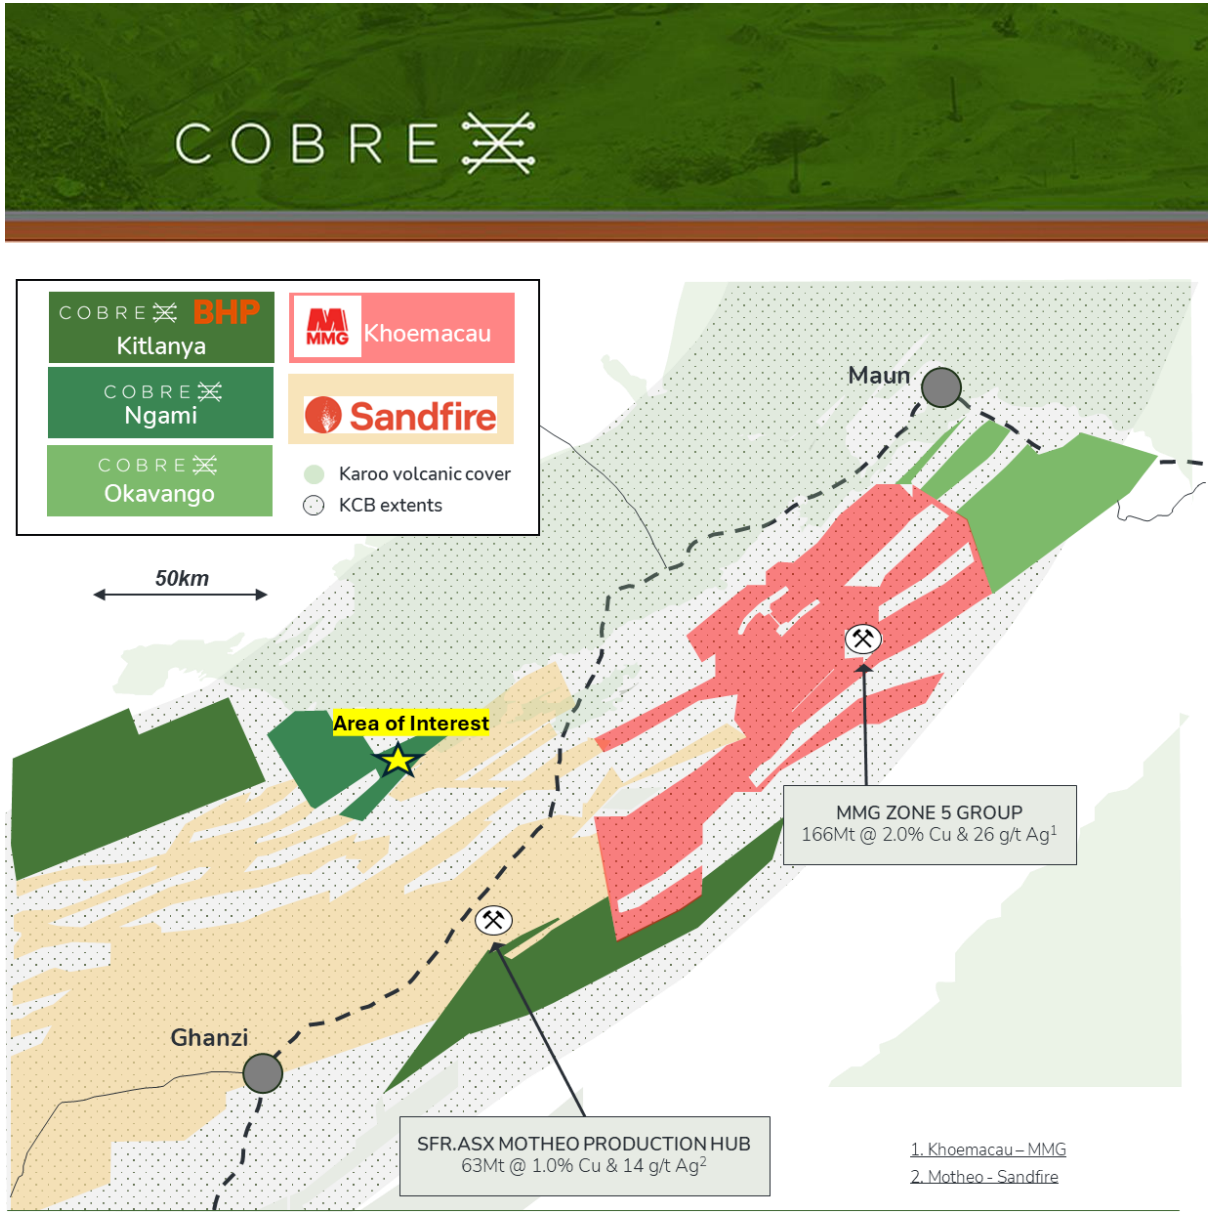 COBRE
COBRE BHP
Kitlanya
MMG
Khoemacau
COBRE
Ngami
Sandfire
COBRE
Okavango
Karoo volcanic cover
KCB extents
Maun
50km
Area of Interest
MMG ZONE 5 GROUP
166Mt @ 2.0% Cu & 26 g/t Ag1
Ghanzi
SFR.ASX MOTHEO PRODUCTION HUB
63Mt @ 1.0% Cu & 14 g/t Ag2
1. Khoemacau – MMG
2. Motheo - Sandfire